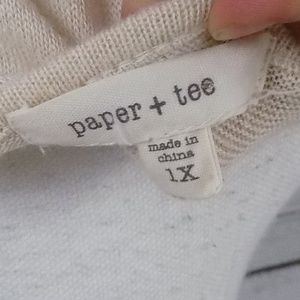 paper + tee
made in
china
1X